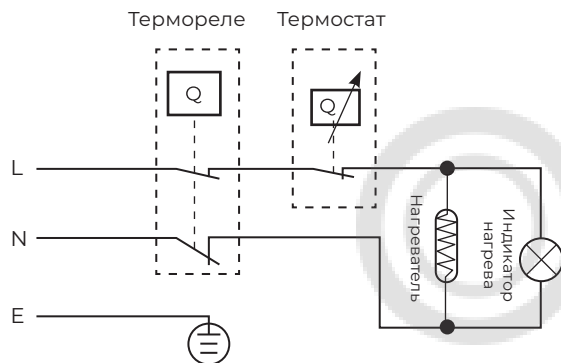 Термореле
Термостат
Q
Q
L
N
E
Нагреватель
Индикатор
нагрева